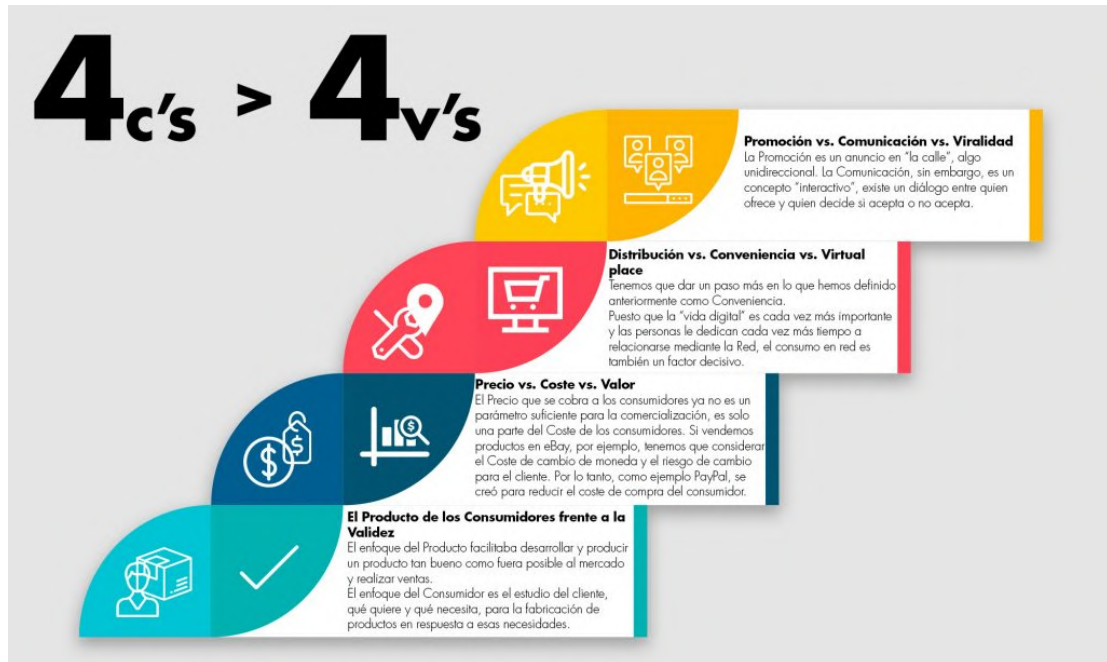 4c's > 4v's
Promoción vs. Comunicación vs. Viralidad
La Promoción es un anuncio en "la calle", algo
unidireccional. La Comunicación, sin embargo, es un
concepto "interactivo", existe un diálogo entre quien
ofrece y quien decide si acepta o no acepta.
Distribución vs. Conveniencia vs. Virtual
place
Tenemos que dar un paso más en lo que hemos definido
anteriormente como Conveniencia.
Puesto que la "vida digital" es cada vez más importante
y las personas le dedican cada vez más tiempo a
relacionarse mediante la Red, el consumo en red es
también un factor decisivo.
Precio vs. Coste vs. Valor
El Precio que se cobra a los consumidores ya no es un
parámetro suficiente para la comercialización, es solo
una parte del Coste de los consumidores. Si vendemos
productos en eBay, por ejemplo, tenemos que considerar
el Coste de cambio de moneda y el riesgo de cambio
para el cliente. Por lo tanto, como ejemplo PayPal, se
creó para reducir el coste de compra del consumidor.
El Producto de los Consumidores frente a la
Validez
El enfoque del Producto facilitaba desarrollar y producir
un producto tan bueno como fuera posible al mercado
y realizar ventas.
El enfoque del Consumidor es el estudio del cliente,
qué quiere y qué necesita, para la fabricación de
productos en respuesta a esas necesidades.